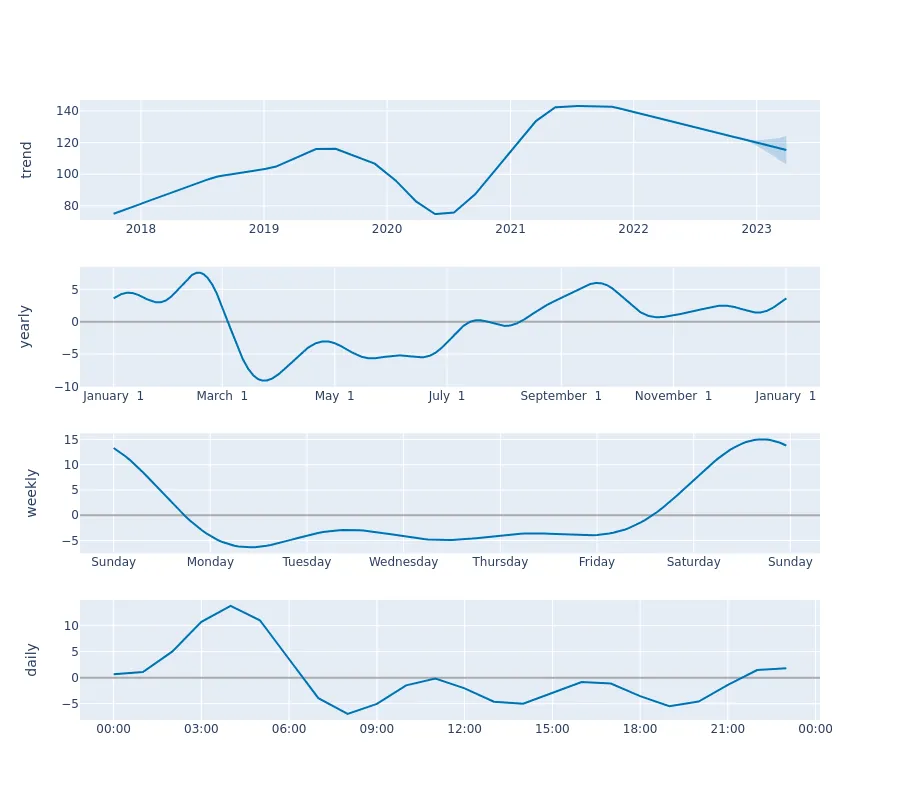 trend
140
120
100
80
2018 2019 2020 2021 2022 2023
yearly
5
0
−5
−10
January 1 March 1 May 1 July 1 September 1 November 1 January 1
weekly
15
10
5
0
−5
Sunday Monday Tuesday Wednesday Thursday Friday Saturday Sunday
daily
10
5
0
−5
00:00 03:00 06:00 09:00 12:00 15:00 18:00 21:00 00:00